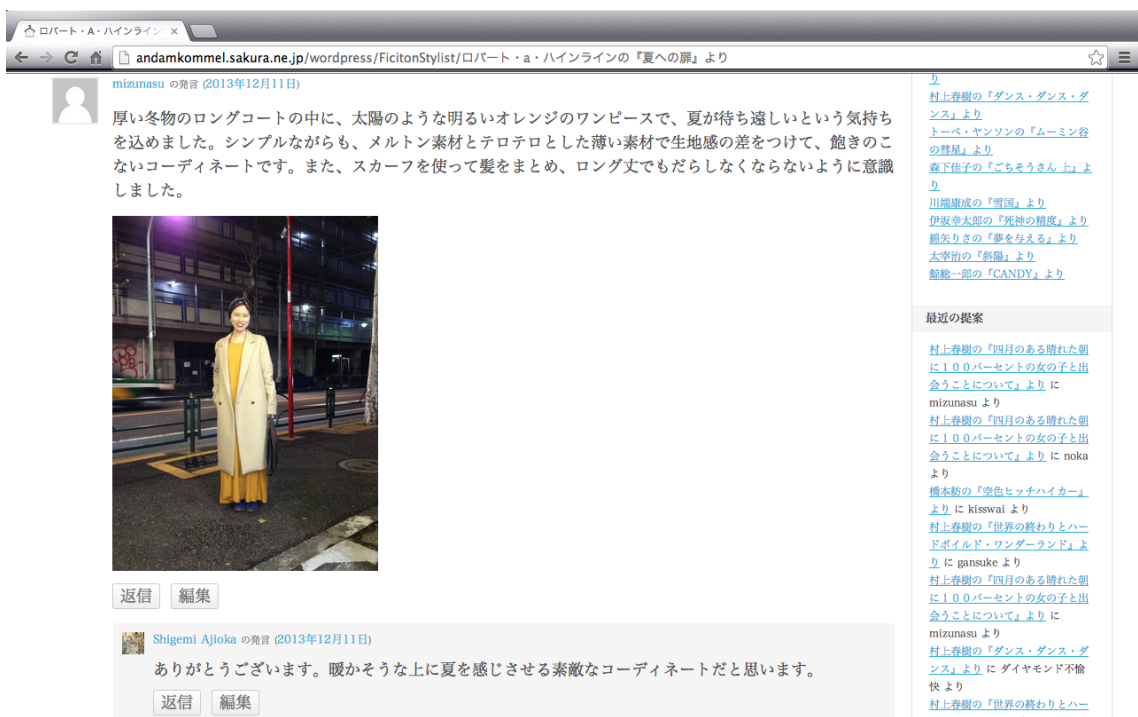 ロバート・A・ハインライン
andamkommel.sakura.ne.jp/wordpress/FicitonStylist/ロバート・a・ハインラインの『夏への扉』より
mizunasu の発言 (2013年12月11日)
厚い冬物のロングコートの中に、太陽のような明るいオレンジのワンピースで、夏が待ち遠しいという気持ち
を込めました。シンプルながらも、メルトン素材とテロテロとした薄い素材で生地感の差をつけて、飽きのこ
ないコーディネートです。また、スカーフを使って髪をまとめ、ロング丈でもだらしなくならないように意識
しました。
返信
編集
Shigemi Ajioka の発言 (2013年12月11日)
ありがとうございます。暖かそうな上に夏を感じさせる素敵なコーディネートだと思います。
返信
編集
り
村上春樹の『ダンス・ダンス・ダ
ンス』より
トーベ・ヤンソンの『ムーミン谷
の彗星』より
森下佳子の『ごちそうさん 上』よ
り
川端康成の『雪国』より
伊坂幸太郎の『死神の精度』より
綿矢りさの『夢を与える』より
太宰治の『斜陽』より
鯨統一郎の『CANDY』より
最近の提案
村上春樹の『四月のある晴れた朝
に１００パーセントの女の子と出
会うことについて』より に
mizunasu より
村上春樹の『四月のある晴れた朝
に１００パーセントの女の子と出
会うことについて』より に noka
より
橋本紡の『空色ヒッチハイカー』
より に kisswai より
村上春樹の『世界の終わりとハー
ドボイルド・ワンダーランド』よ
り に gansuke より
村上春樹の『四月のある晴れた朝
に１００パーセントの女の子と出
会うことについて』より に
mizunasu より
村上春樹の『ダンス・ダンス・ダ
ンス』より に ダイヤモンド不愉
快 より
村上春樹の『世界の終わりとハー